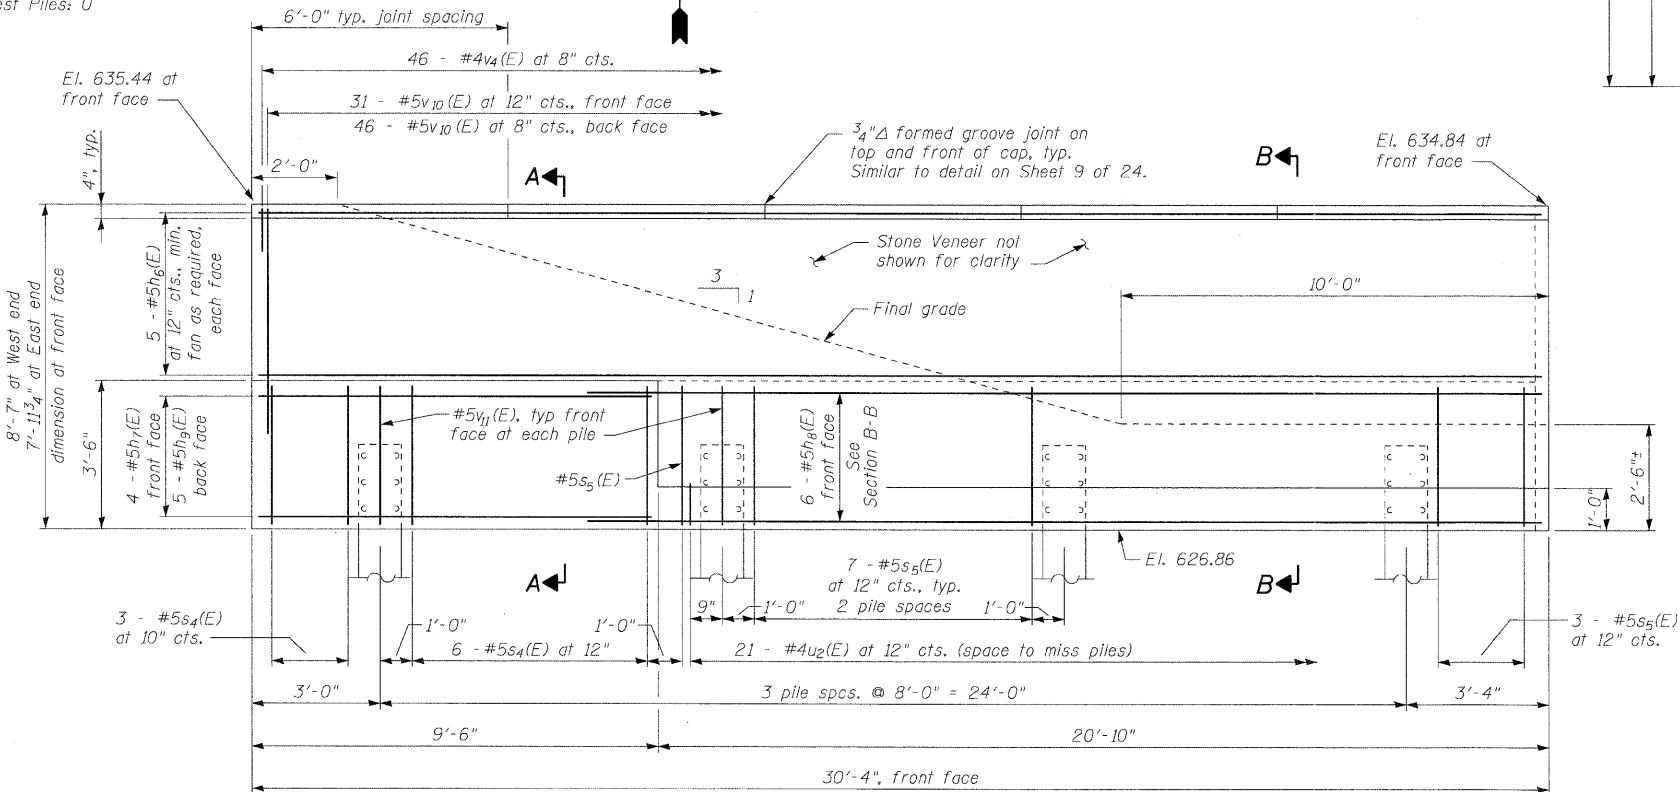 est Piles: 0
6'-0" typ. joint spacing
46 - #4v4(E) at 8" cts.
El. 635.44 at
front face
31 - #5v10(E) at 12" cts., front face
46 - #5v10(E) at 8" cts., back face
3/4"Δ formed groove joint on
top and front of cap, typ.
Similar to detail on Sheet 9 of 24.
El. 634.84 at
front face
4", typ.
2'-0"
A
B
8'-7" at West end
7'-11 3/4" at East end
dimension at front face
5 - #5h6(E)
at 12" cts., min.
fan as required,
each face
Stone Veneer not
shown for clarity
3
1
Final grade
10'-0"
3'-6"
4 - #5h7(E)
front face
5 - #5h9(E)
back face
#5v11(E), typ front
face at each pile
#5s5(E)
6 - #5h8(E)
front face
See
Section B-B
1'-0"
2'-6"±
El. 626.86
A
B
7 - #5s5(E)
at 12" cts., typ.
2 pile spaces
9"
1'-0"
1'-0"
3 - #5s4(E)
at 10" cts.
1'-0"
6 - #5s4(E) at 12"
1'-0"
21 - #4u2(E) at 12" cts. (space to miss piles)
3 - #5s5(E)
at 12" cts.
3'-0"
3 pile spcs. @ 8'-0" = 24'-0"
3'-4"
9'-6"
20'-10"
30'-4", front face